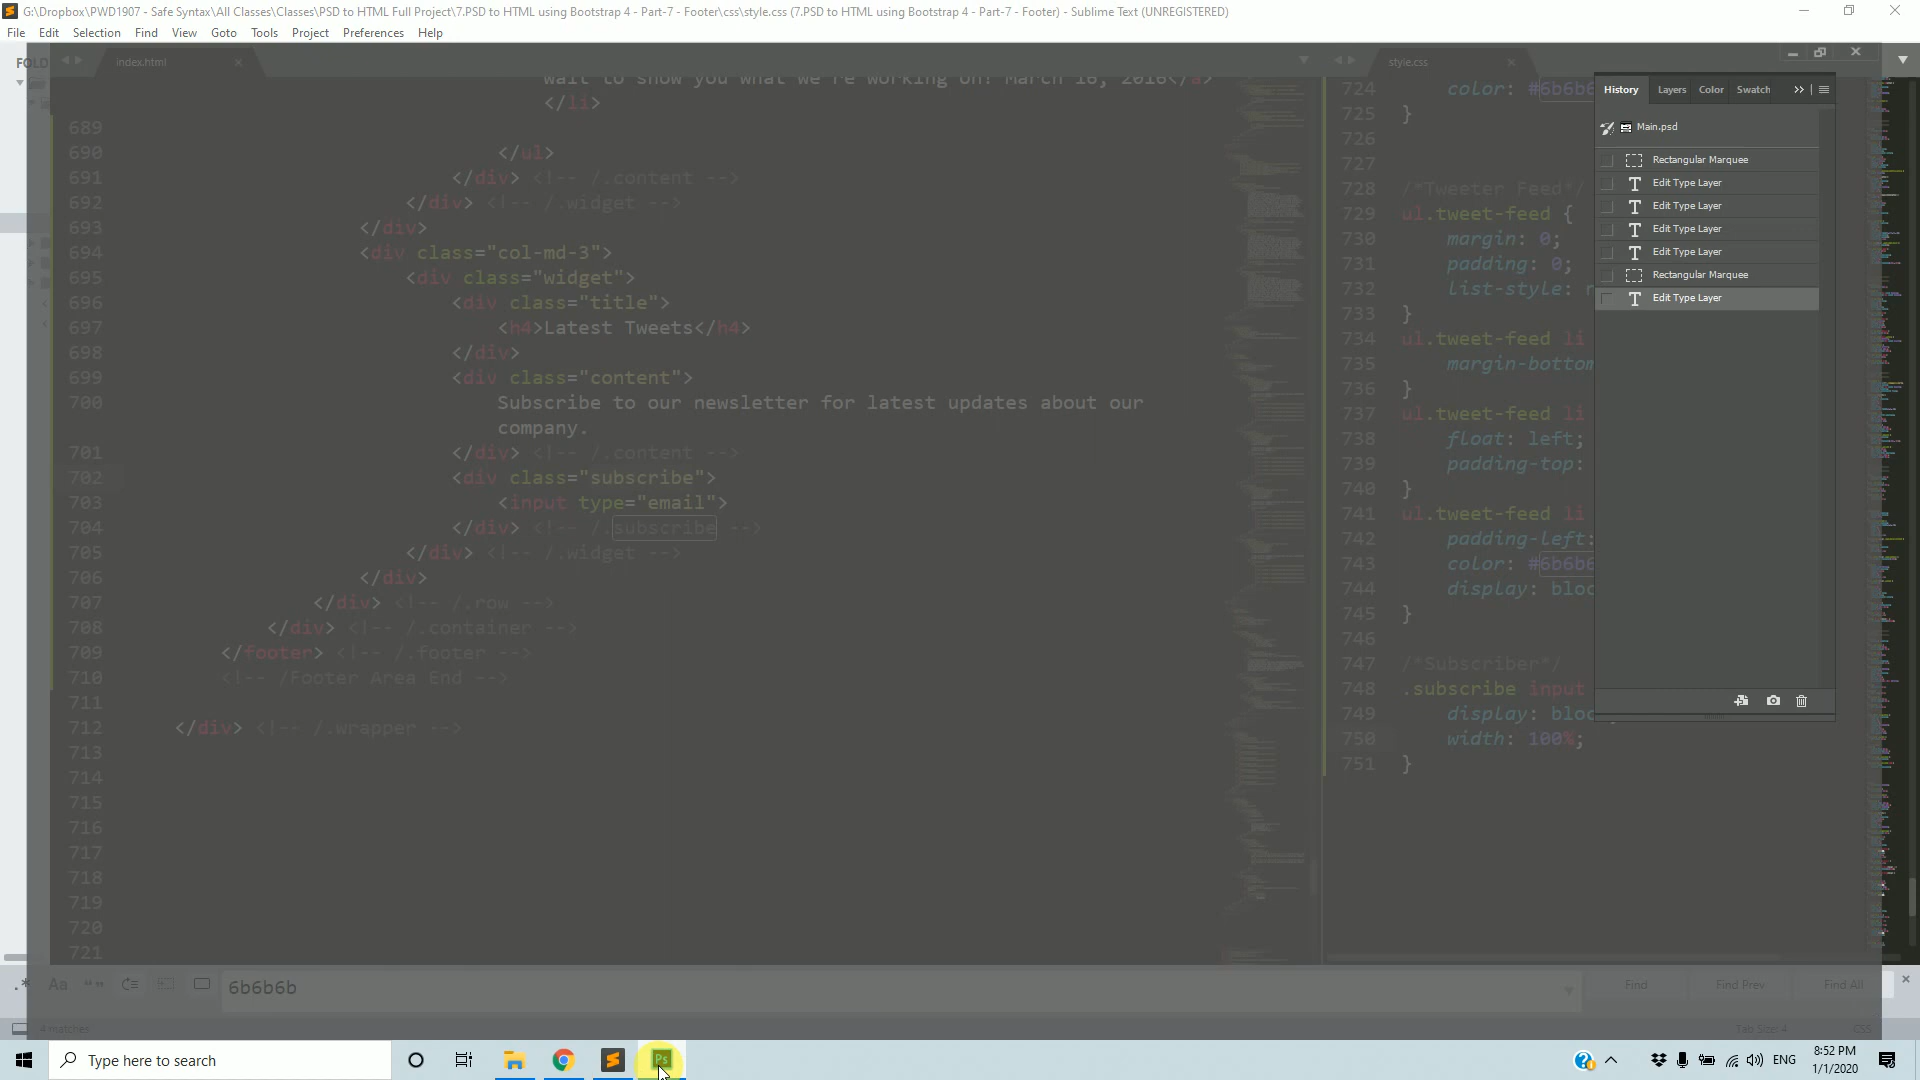 G:\Dropbox\PWD1907 - Safe Syntax\All Classes\Classes\PSD to HTML Full Project\7.PSD to HTML using Bootstrap 4 - Part-7 - Footer\css\style.css (7.PSD to HTML using Bootstrap 4 - Part-7 - Footer) - Sublime Text (UNREGISTERED)
File Edit Selection Find View Goto Tools Project Preferences Help
FOLD
index.html
style.css
wait to show you what we're working on! March 10, 2016</a>
</li>
689
690 </ul>
691 </div> <!-- /.content -->
692 </div> <!-- /.widget -->
693 </div>
694 <div class="col-md-3">
695 <div class="widget">
696 <div class="title">
697 <h4>Latest Tweets</h4>
698 </div>
699 <div class="content">
700 Subscribe to our newsletter for latest updates about our
company.
701 </div> <!-- /.content -->
702 <div class="subscribe">
703 <input type="email">
704 </div> <!-- /.subscribe -->
705 </div> <!-- /.widget -->
706 </div>
707 </div> <!-- /.row -->
708 </div> <!-- /.container -->
709 </footer> <!-- /.footer -->
710 <!-- /Footer Area End -->
711
712 </div> <!-- /.wrapper -->
713
714
715
716
717
718
719
720
721
724 color: #6b6b6
725 }
726
727
728 /*Tweeter Feed*/
729 ul.tweet-feed {
730 margin: 0;
731 padding: 0;
732 list-style: n
733 }
734 ul.tweet-feed li
735 margin-bottom
736 }
737 ul.tweet-feed li
738 float: left;
739 padding-top:
740 }
741 ul.tweet-feed li
742 padding-left:
743 color: #6b6b6
744 display: bloc
745 }
746
747 /*Subscriber*/
748 .subscribe input
749 display: bloc
750 width: 100%;
751 }
History Layers Color Swatch
Main.psd
Rectangular Marquee
Edit Type Layer
Edit Type Layer
Edit Type Layer
Edit Type Layer
Rectangular Marquee
Edit Type Layer
.* Aa “” 6b6b6b Find Find Prev Find All
4 matches Tab Size: 4 CSS
Type here to search
Ps
ENG
8:52 PM
1/1/2020